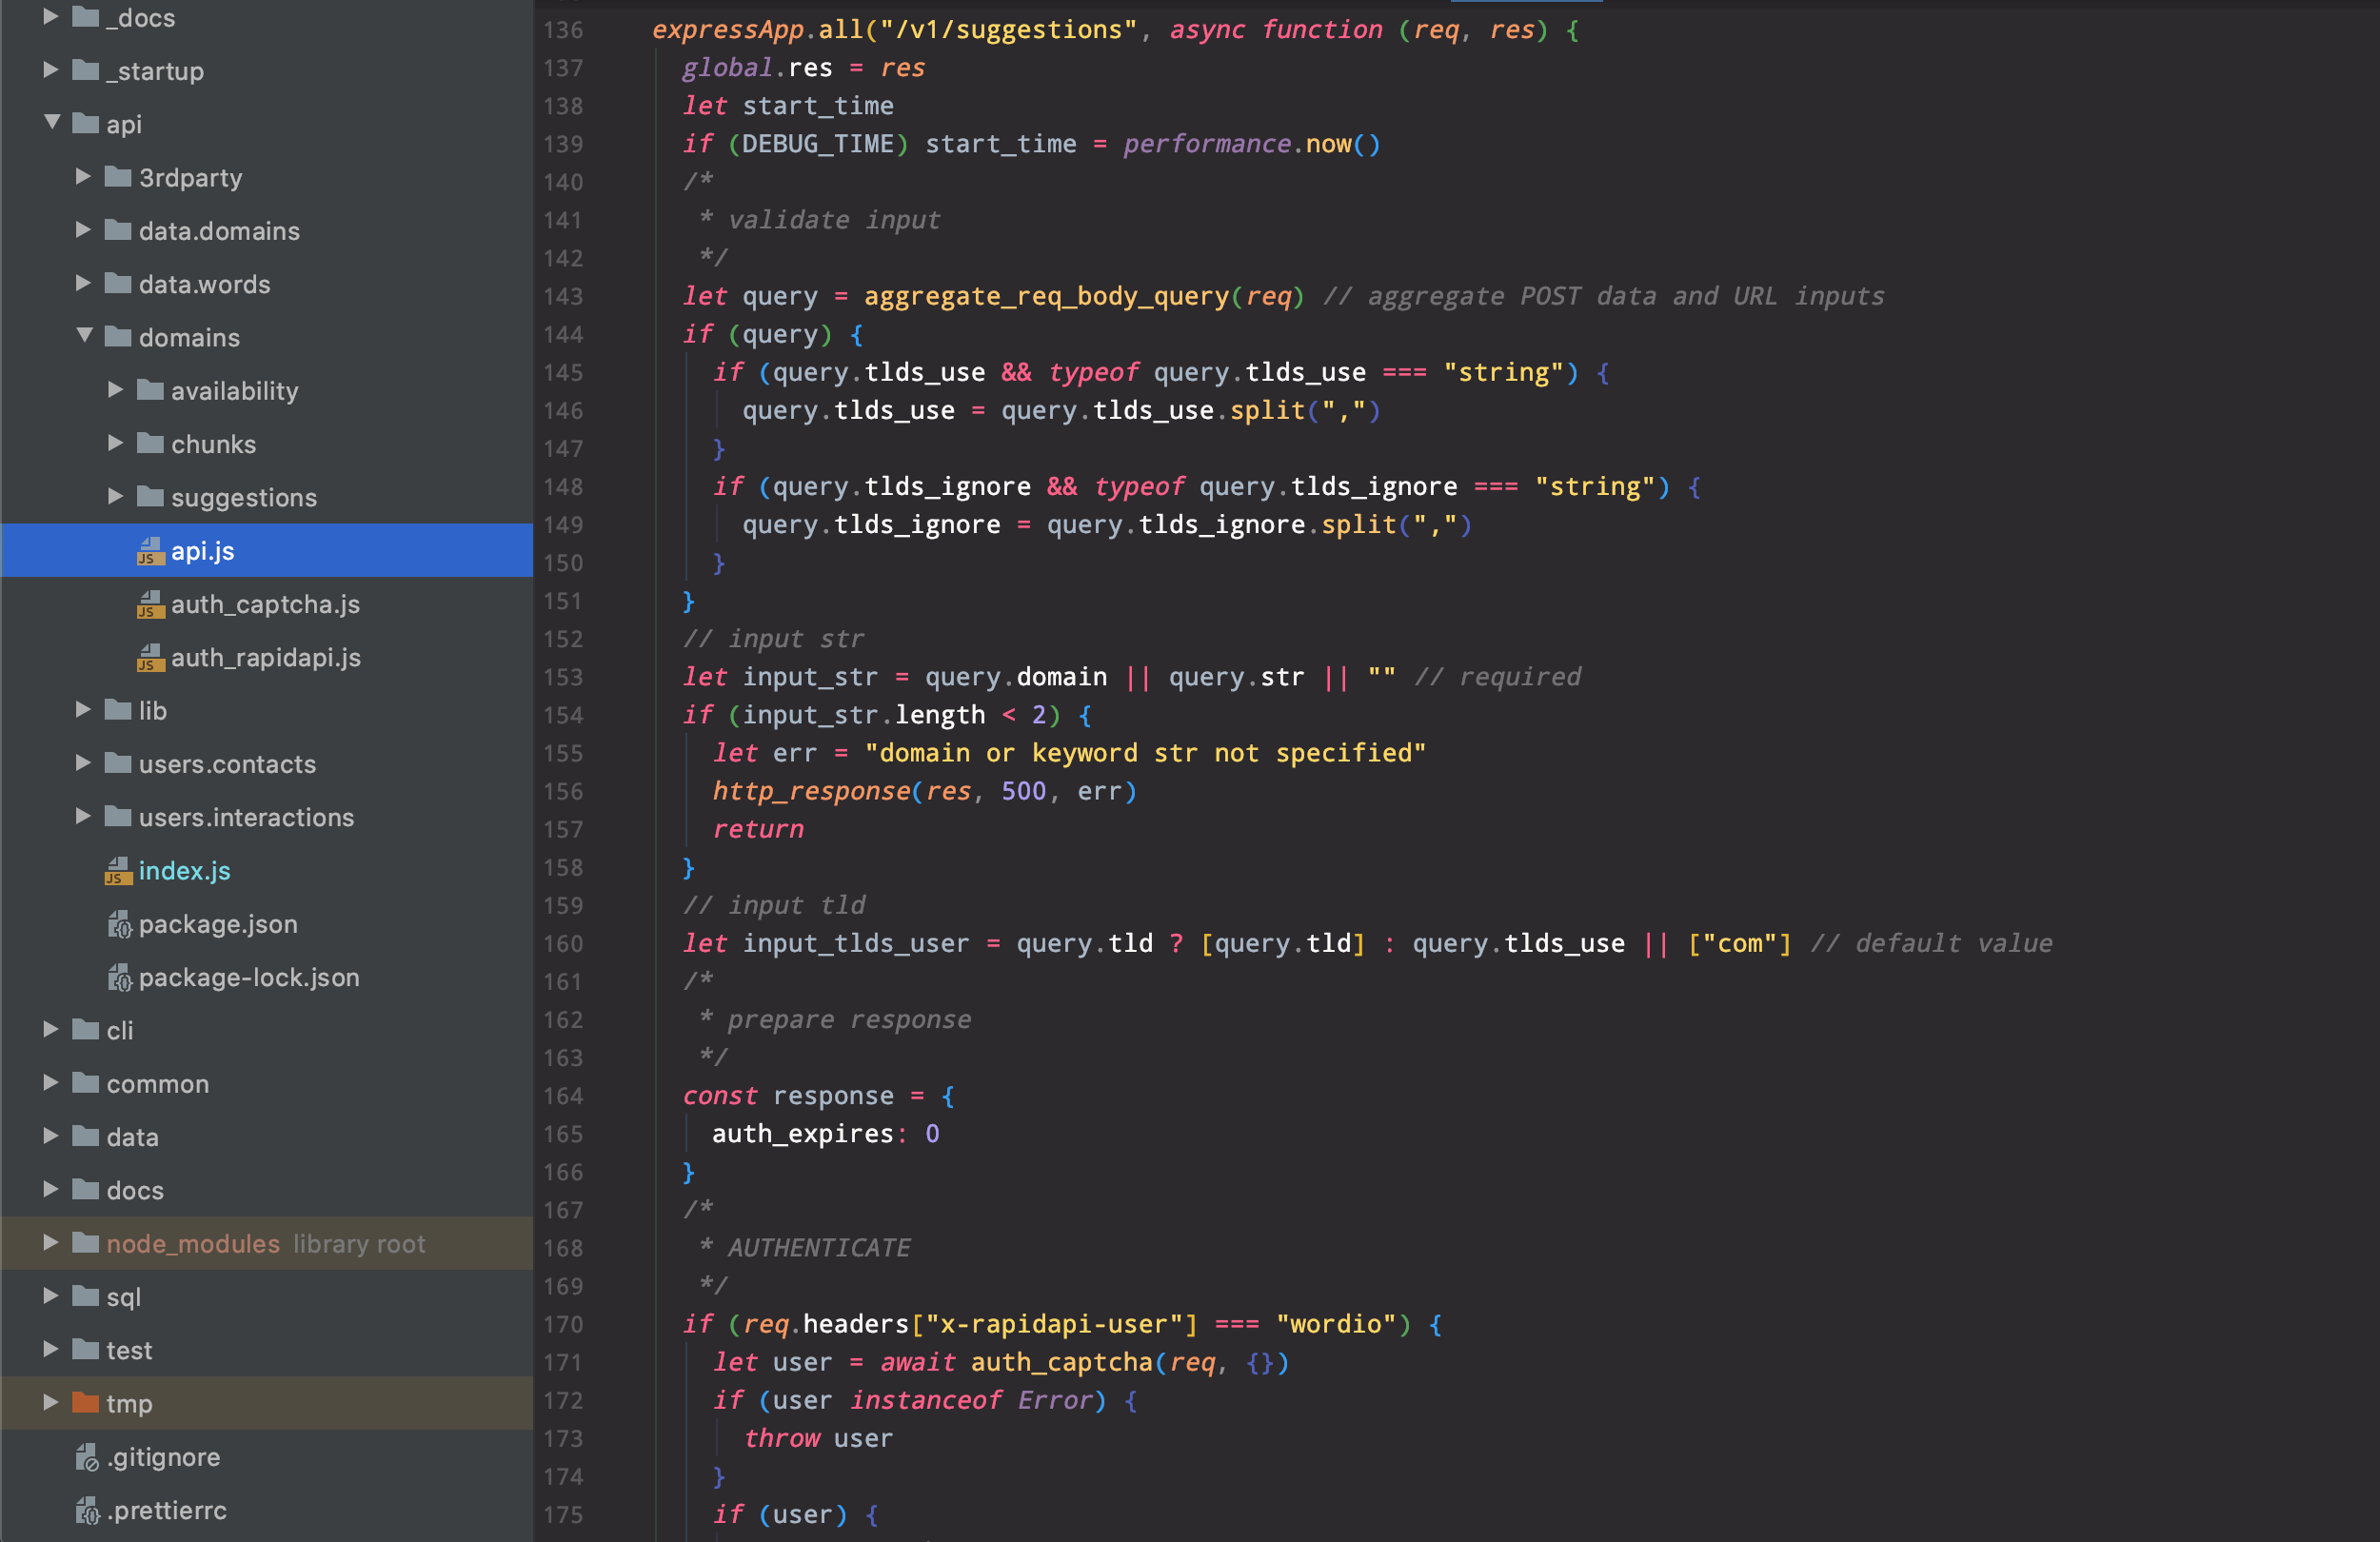 _docs
_startup
api
3rdparty
data.domains
data.words
domains
availability
chunks
suggestions
api.js
auth_captcha.js
auth_rapidapi.js
lib
users.contacts
users.interactions
index.js
package.json
package-lock.json
cli
common
data
docs
node_modules library root
sql
test
tmp
.gitignore
.prettierrc
136 expressApp.all("/v1/suggestions", async function (req, res) {
137 global.res = res
138 let start_time
139 if (DEBUG_TIME) start_time = performance.now()
140 /*
141 * validate input
142 */
143 let query = aggregate_req_body_query(req) // aggregate POST data and URL inputs
144 if (query) {
145 if (query.tlds_use && typeof query.tlds_use === "string") {
146 query.tlds_use = query.tlds_use.split(",")
147 }
148 if (query.tlds_ignore && typeof query.tlds_ignore === "string") {
149 query.tlds_ignore = query.tlds_ignore.split(",")
150 }
151 }
152 // input str
153 let input_str = query.domain || query.str || "" // required
154 if (input_str.length < 2) {
155 let err = "domain or keyword str not specified"
156 http_response(res, 500, err)
157 return
158 }
159 // input tld
160 let input_tlds_user = query.tld ? [query.tld] : query.tlds_use || ["com"] // default value
161 /*
162 * prepare response
163 */
164 const response = {
165 auth_expires: 0
166 }
167 /*
168 * AUTHENTICATE
169 */
170 if (req.headers["x-rapidapi-user"] === "wordio") {
171 let user = await auth_captcha(req, {})
172 if (user instanceof Error) {
173 throw user
174 }
175 if (user) {